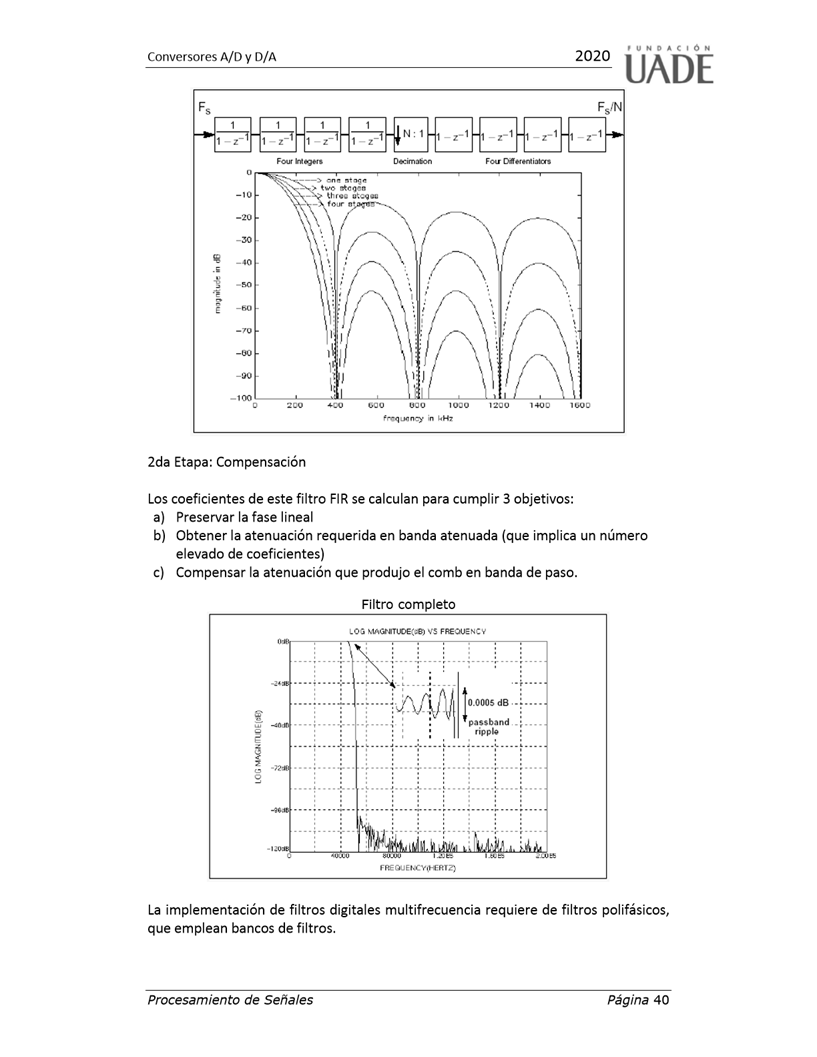 Conversores A/D y D/A 2020 FUNDACIÓN
UADE
Fs Fs/N
1 1 1 1
1 – z⁻¹ 1 – z⁻¹ 1 – z⁻¹ 1 – z⁻¹ N : 1 1 – z⁻¹ 1 – z⁻¹ 1 – z⁻¹ 1 – z⁻¹
Four Integers Decimation Four Differentiators
one stage
two stages
three stages
four stages
0
-10
-20
-30
-40
-50
-60
-70
-80
-90
-100
magnitude in dB
0 200 400 600 800 1000 1200 1400 1600
frequency in kHz
2da Etapa: Compensación
Los coeficientes de este filtro FIR se calculan para cumplir 3 objetivos:
a) Preservar la fase lineal
b) Obtener la atenuación requerida en banda atenuada (que implica un número
elevado de coeficientes)
c) Compensar la atenuación que produjo el comb en banda de paso.
Filtro completo
LOG MAGNITUDE(dB) VS FREQUENCY
0dB
-24dB
-48dB
-72dB
-96dB
-120dB
LOG MAGNITUDE(dB)
0.0005 dB
passband
ripple
0 40000 80000 1.20E5 1.60E5 2.00E5
FREQUENCY(HERTZ)
La implementación de filtros digitales multifrecuencia requiere de filtros polifásicos,
que emplean bancos de filtros.
Procesamiento de Señales Página 40